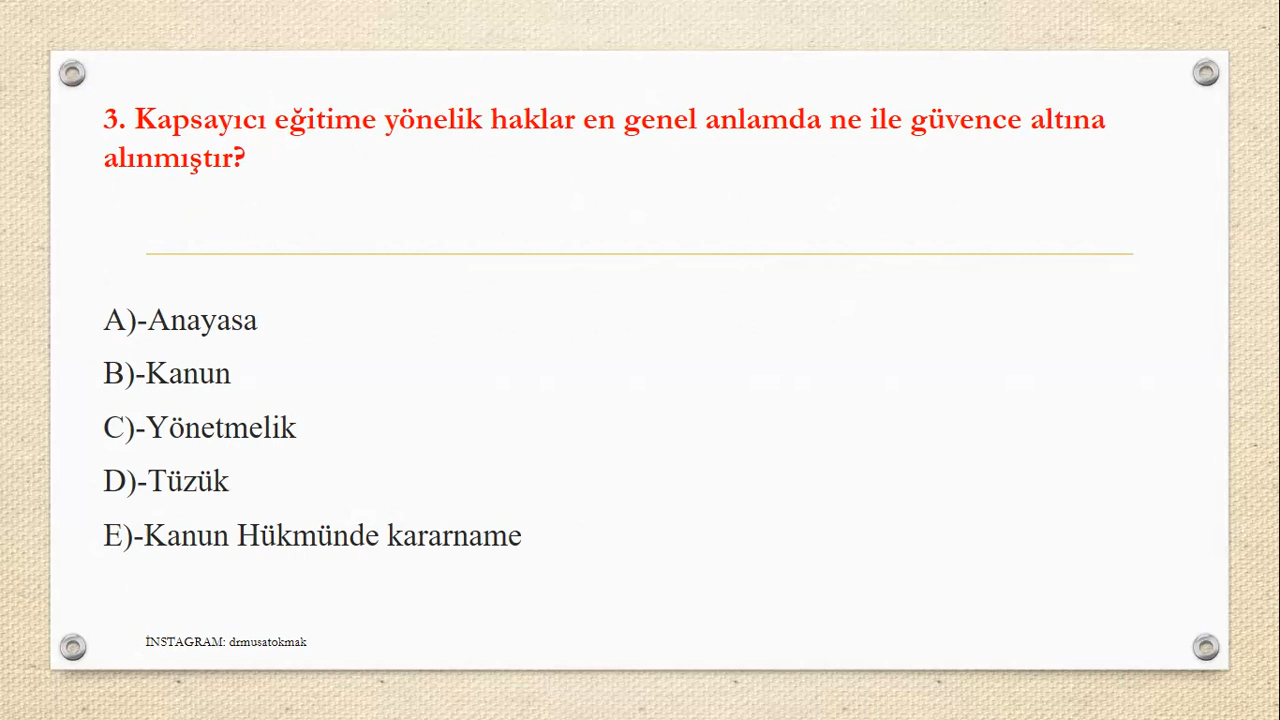 3. Kapsayıcı eğitime yönelik haklar en genel anlamda ne ile güvence altına
alınmıştır?
A)-Anayasa
B)-Kanun
C)-Yönetmelik
D)-Tüzük
E)-Kanun Hükmünde kararname
İNSTAGRAM: drmusatokmak